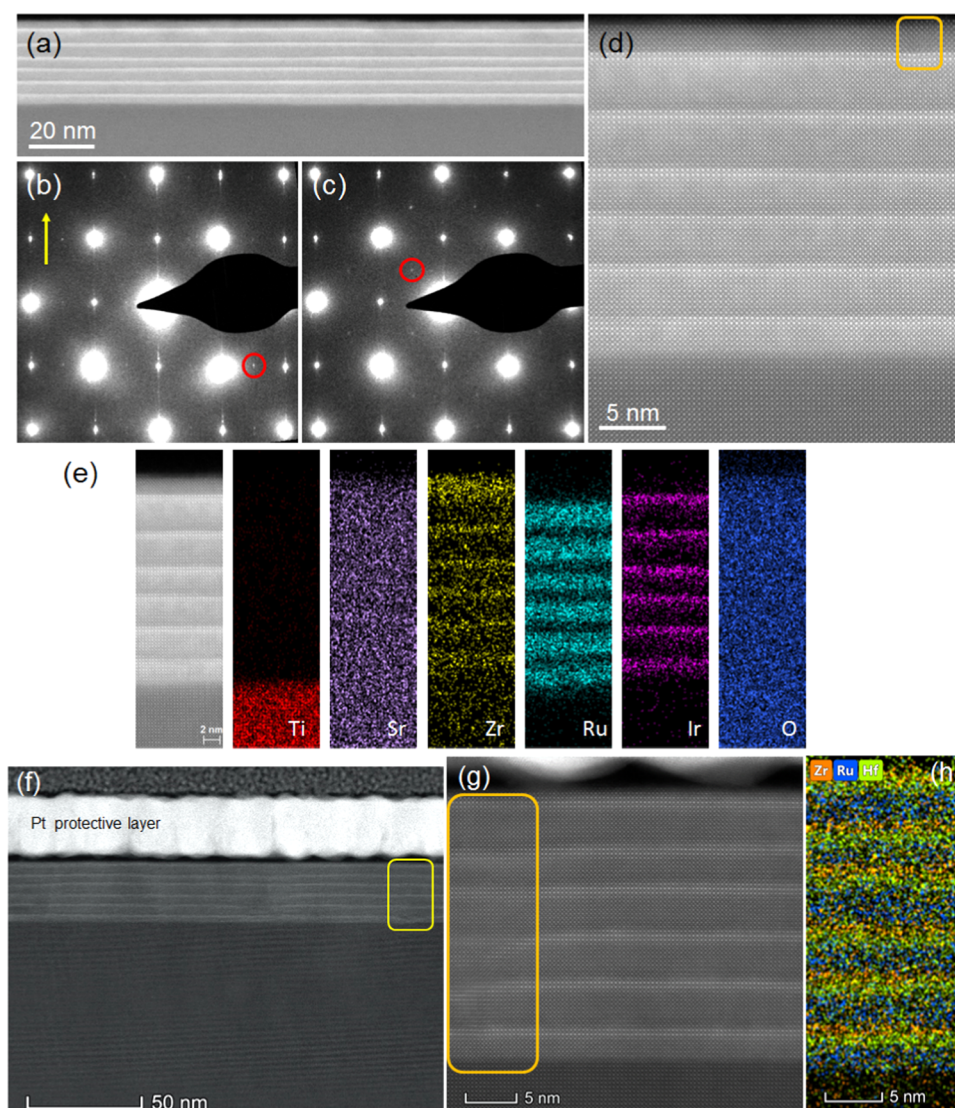 (a)
20 nm
(b)
(c)
(d)
5 nm
(e)
2 nm
Ti
Sr
Zr
Ru
Ir
O
(f)
Pt protective layer
50 nm
(g)
5 nm
(h)
Zr Ru Hf
5 nm